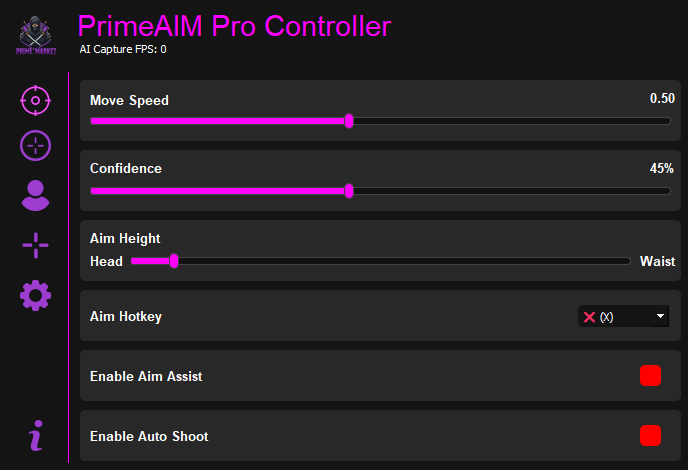 PrimeAIM Pro Controller
PRIME MARKET
AI Capture FPS: 0
Move Speed 0.50
Confidence 45%
Aim Height
Head Waist
Aim Hotkey (X)
Enable Aim Assist
Enable Auto Shoot